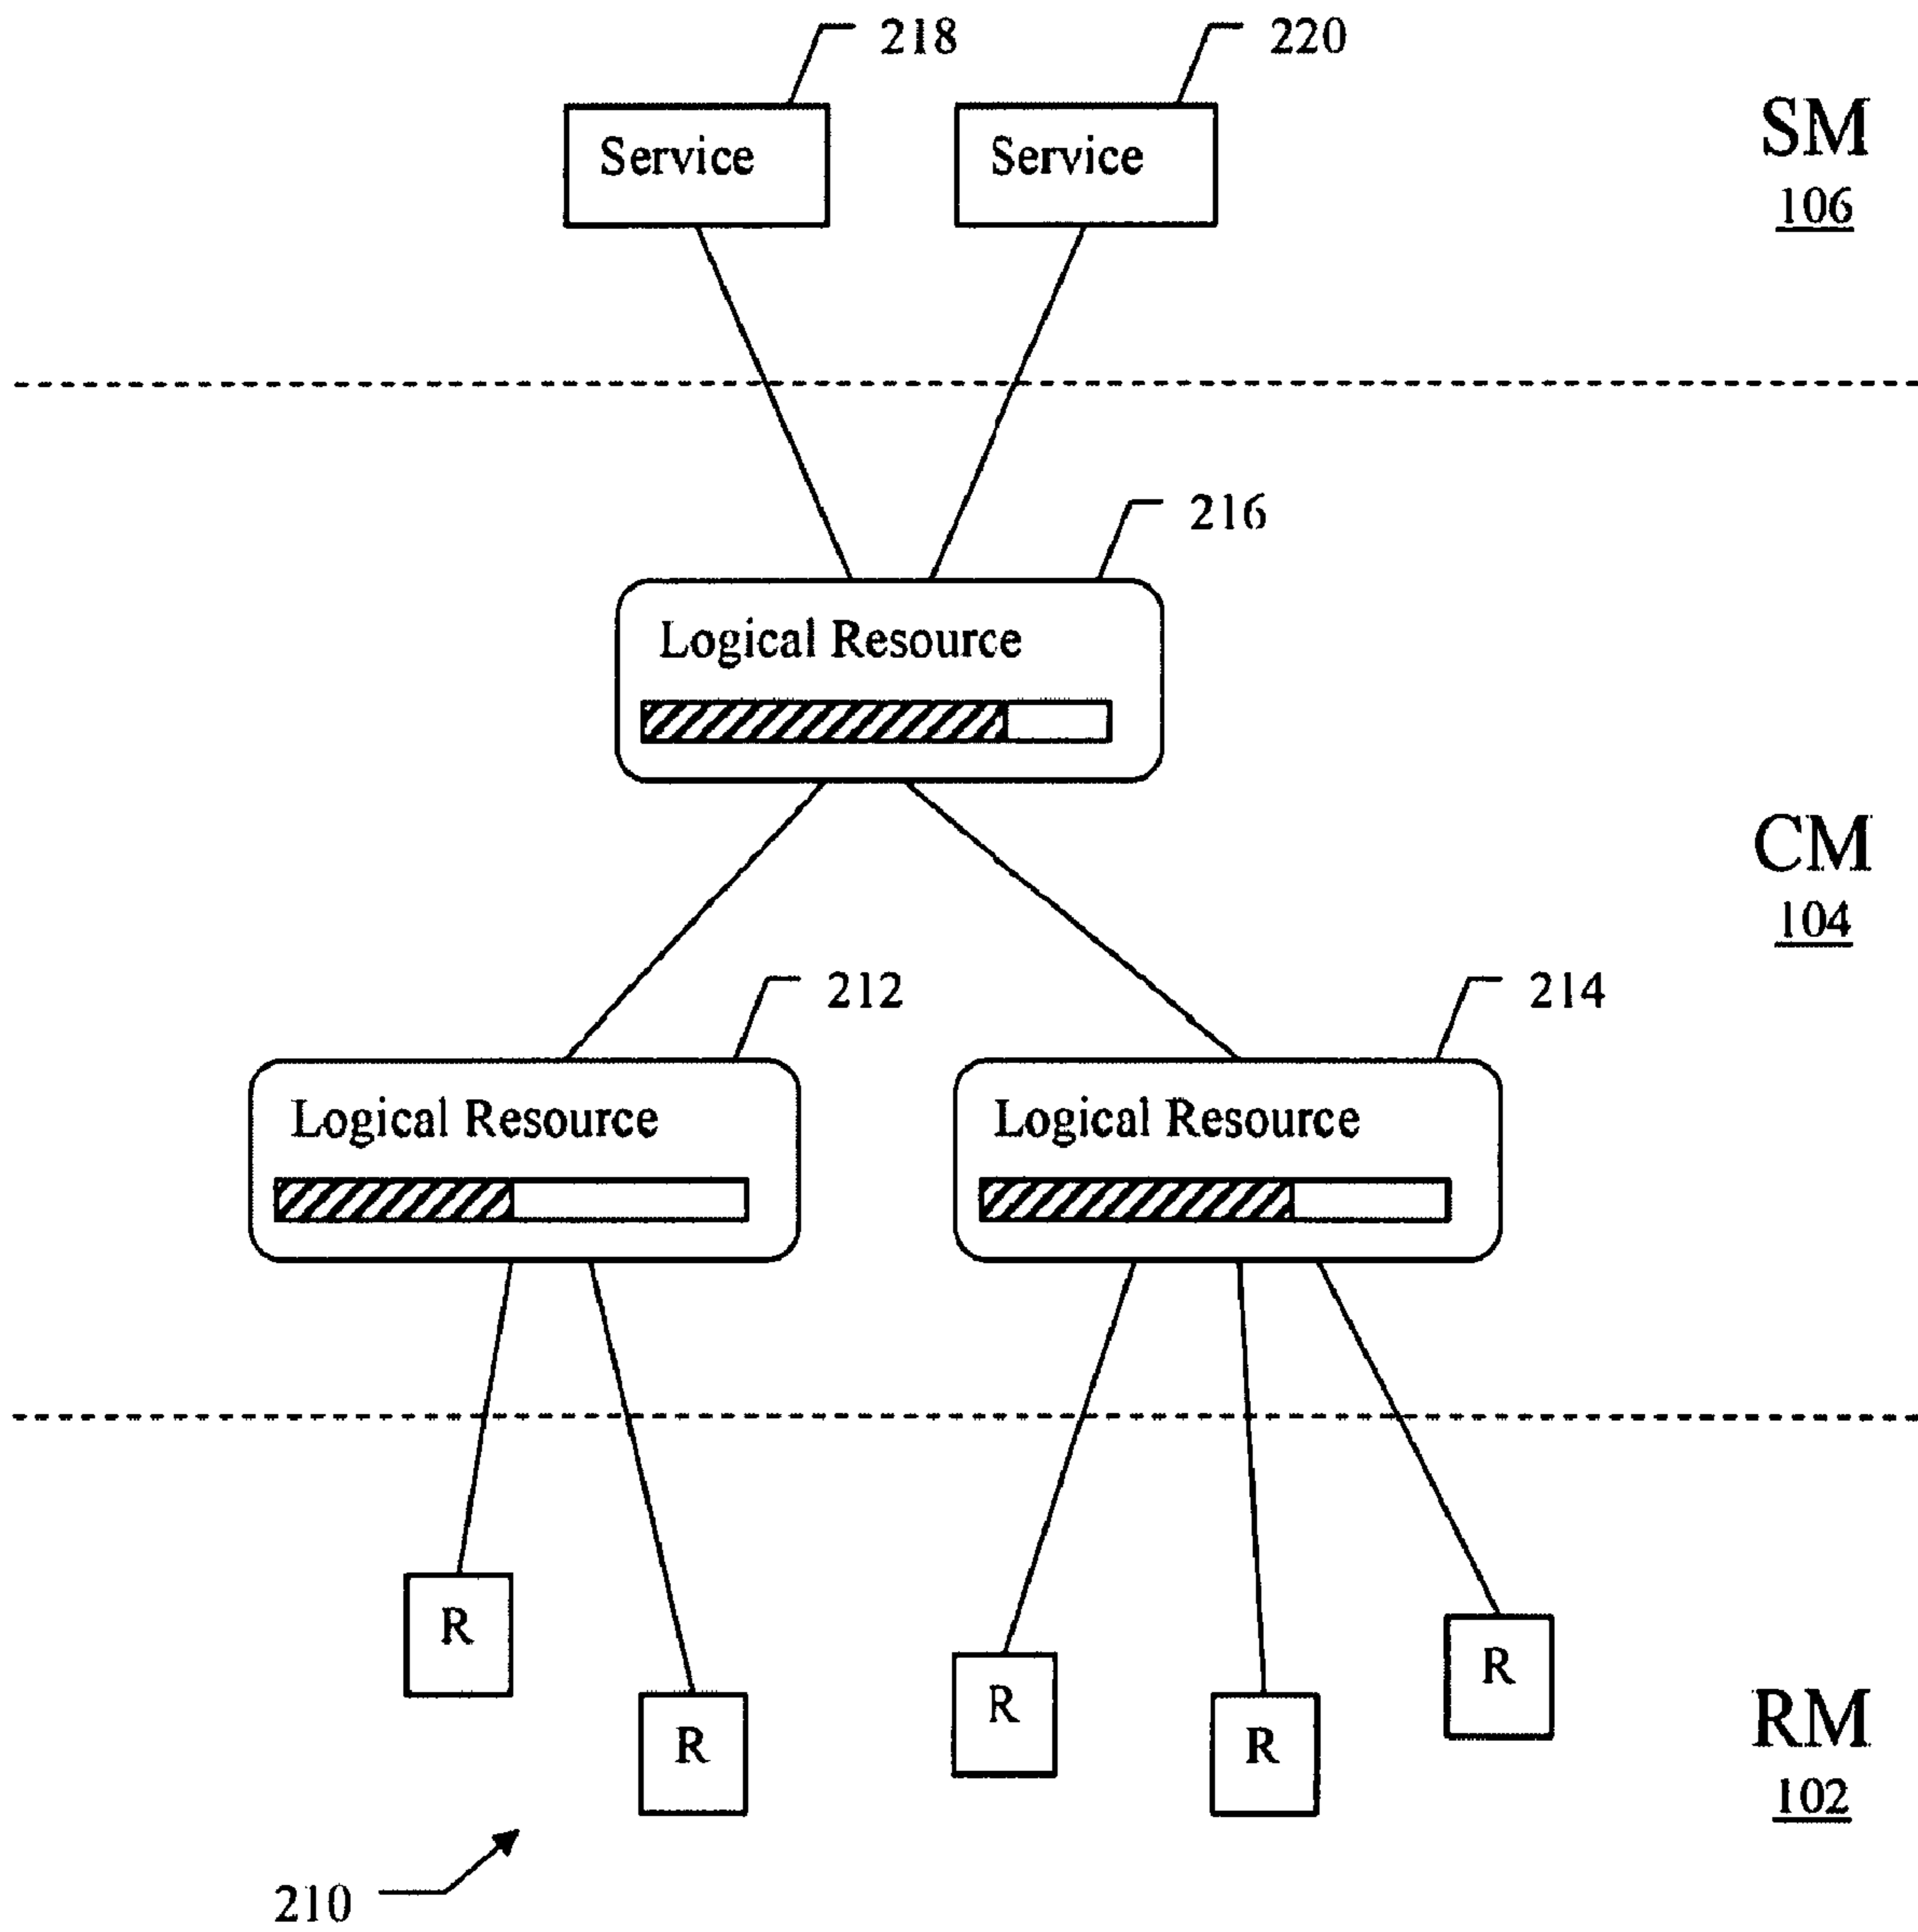 218
220
Service
Service
SM
106
216
Logical Resource
CM
104
212
214
Logical Resource
Logical Resource
R
R
R
R
R
RM
102
210